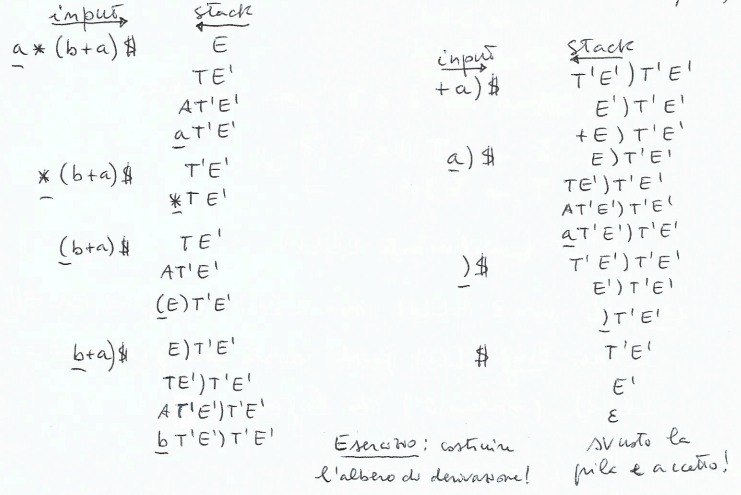 input stack
a * (b+a) $ E
TE'
AT'E'
aT'E'
* (b+a) $ T'E'
*TE'
(b+a) $ TE'
AT'E'
(E)T'E'
b+a) $ E)T'E'
TE')T'E'
AT'E')T'E'
bT'E')T'E'
input stack
+a) $ T'E')T'E'
E')T'E'
+E)T'E'
a) $ E)T'E'
TE')T'E'
AT'E')T'E'
aT'E')T'E'
) $ T'E')T'E'
E')T'E'
)T'E'
$ T'E'
E'
ε
svuoto la
pila e accetto!
Esercizio: costruire
l'albero di derivazione!